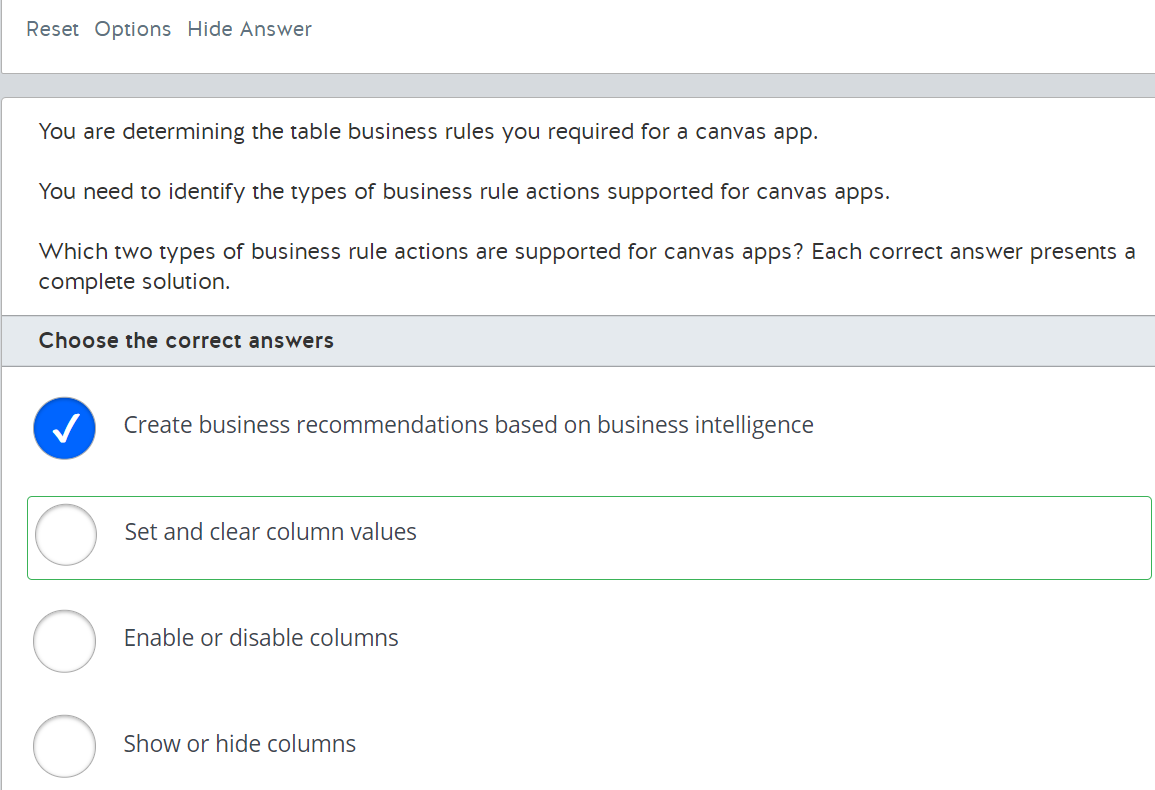 Reset Options Hide Answer
You are determining the table business rules you required for a canvas app.
You need to identify the types of business rule actions supported for canvas apps.
Which two types of business rule actions are supported for canvas apps? Each correct answer presents a
complete solution.
Choose the correct answers
Create business recommendations based on business intelligence
Set and clear column values
Enable or disable columns
Show or hide columns